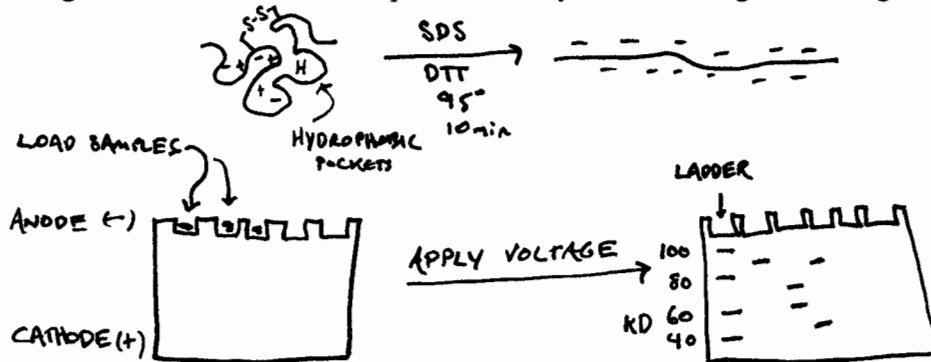 S-S
SDS
DTT
95°
10min
H
HYDROPHOBIC
POCKETS
LOAD SAMPLES
ANODE (-)
CATHODE (+)
APPLY VOLTAGE
LADDER
100
80
KD 60
40